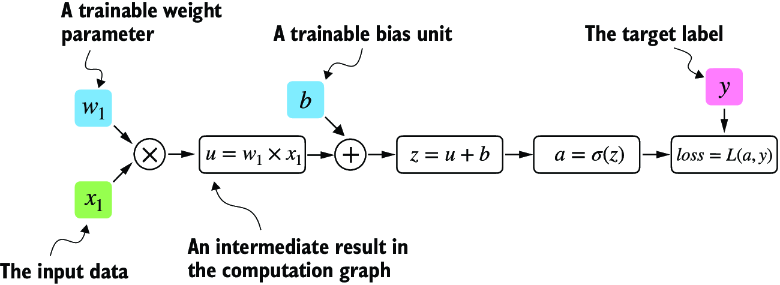 A trainable weight
parameter
A trainable bias unit
The target label
w₁
b
y
×
u = w₁ × x₁
+
z = u + b
a = σ(z)
loss = L(a, y)
x₁
The input data
An intermediate result in
the computation graph